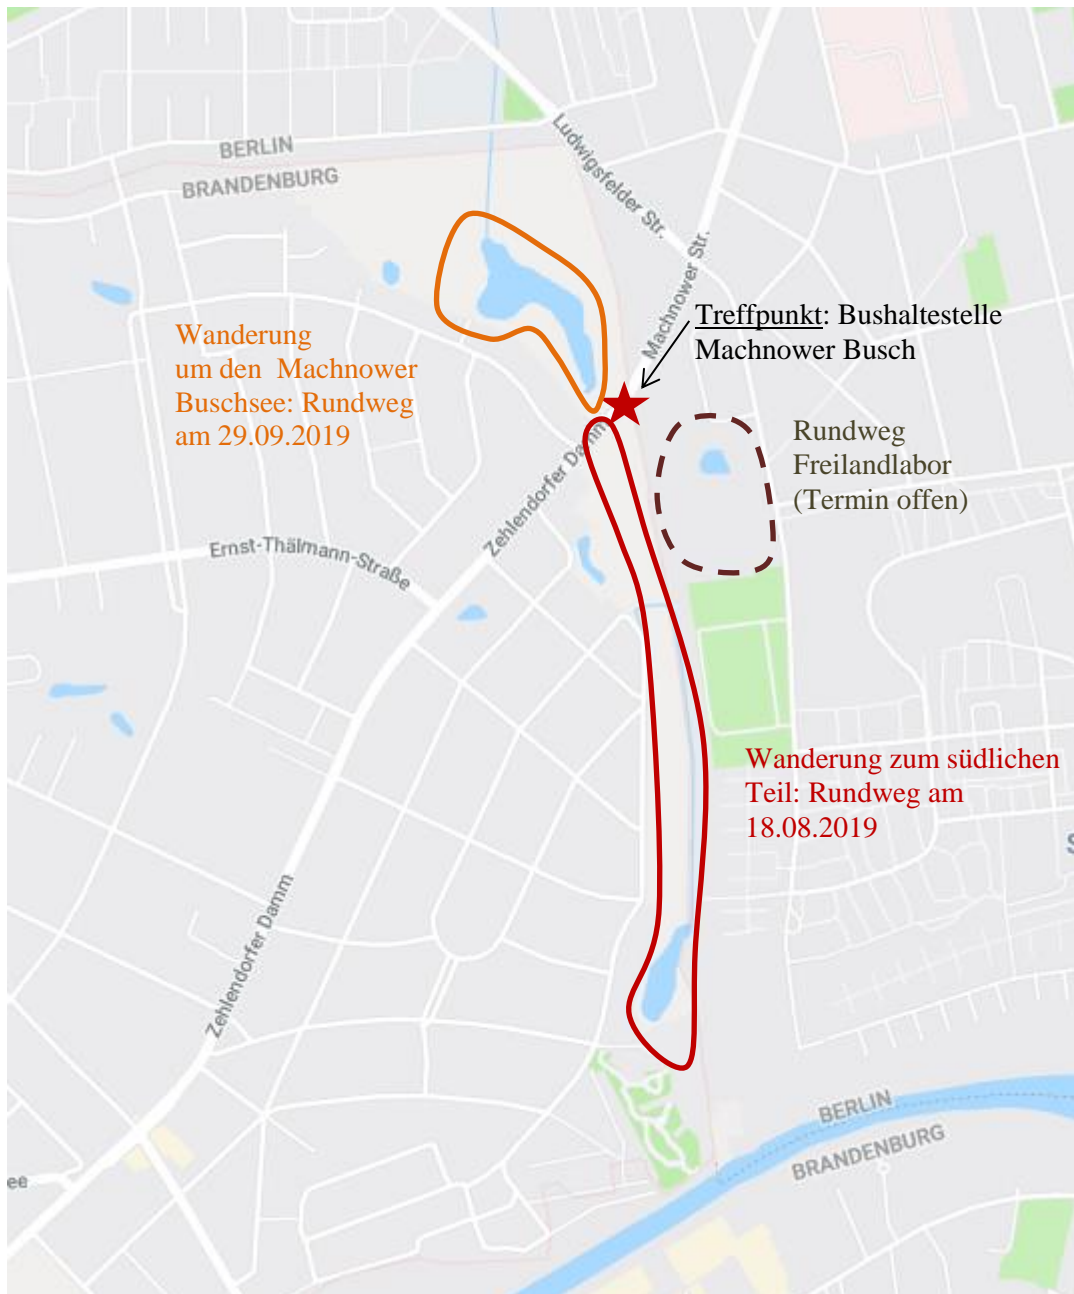 BERLIN
BRANDENBURG
Ludwigsfelder Str.
Machnower Str.
Treffpunkt: Bushaltestelle
Machnower Busch
Wanderung
um den Machnower
Buschsee: Rundweg
am 29.09.2019
Rundweg
Freilandlabor
(Termin offen)
Zehlendorfer Damm
Ernst-Thälmann-Straße
Wanderung zum südlichen
Teil: Rundweg am
18.08.2019
S
Zehlendorfer Damm
BERLIN
BRANDENBURG
ee